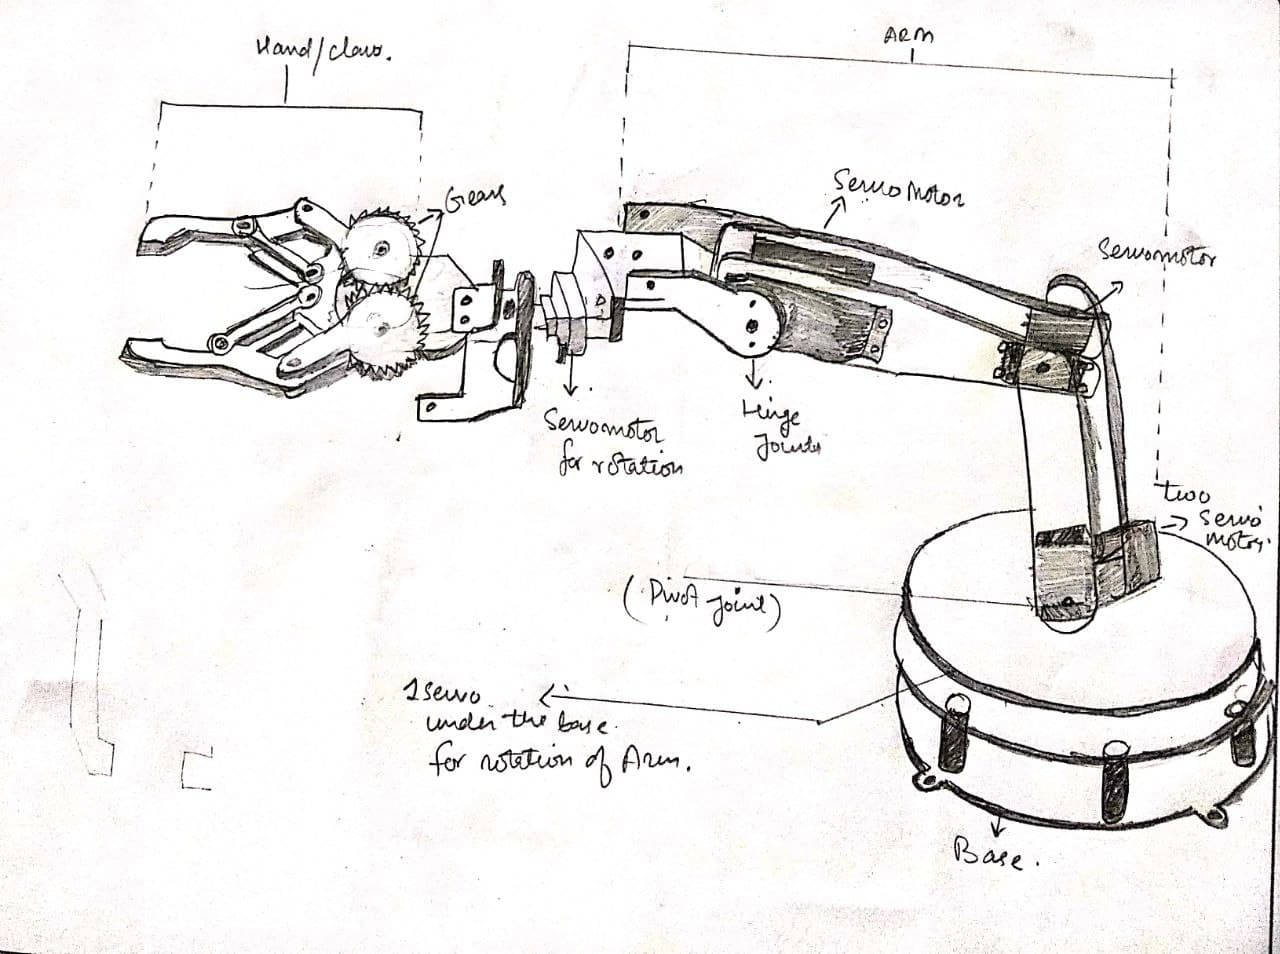 Hand/claw.
ARM
Gears
Servo Motor
Servomotor
Servomotor
for rotation
Hinge
Joints
two
servo
motor.
(Pivot joint)
1 servo
under the base.
for rotation of Arm.
Base.